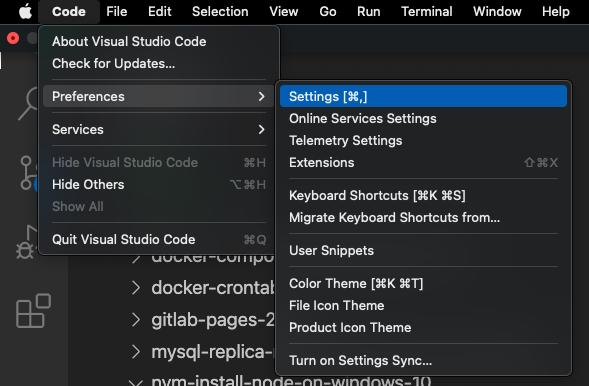 Code File Edit Selection View Go Run Terminal Window Help
About Visual Studio Code
Check for Updates...
Preferences
Services
Hide Visual Studio Code ⌘H
Hide Others ⌥⌘H
Show All
Quit Visual Studio Code ⌘Q
Settings [⌘,]
Online Services Settings
Telemetry Settings
Extensions ⇧⌘X
Keyboard Shortcuts [⌘K ⌘S]
Migrate Keyboard Shortcuts from...
User Snippets
Color Theme [⌘K ⌘T]
File Icon Theme
Product Icon Theme
Turn on Settings Sync...
docker-compo
docker-crontab
gitlab-pages-2
mysql-replica-
nvm-install-node-on-windows-10